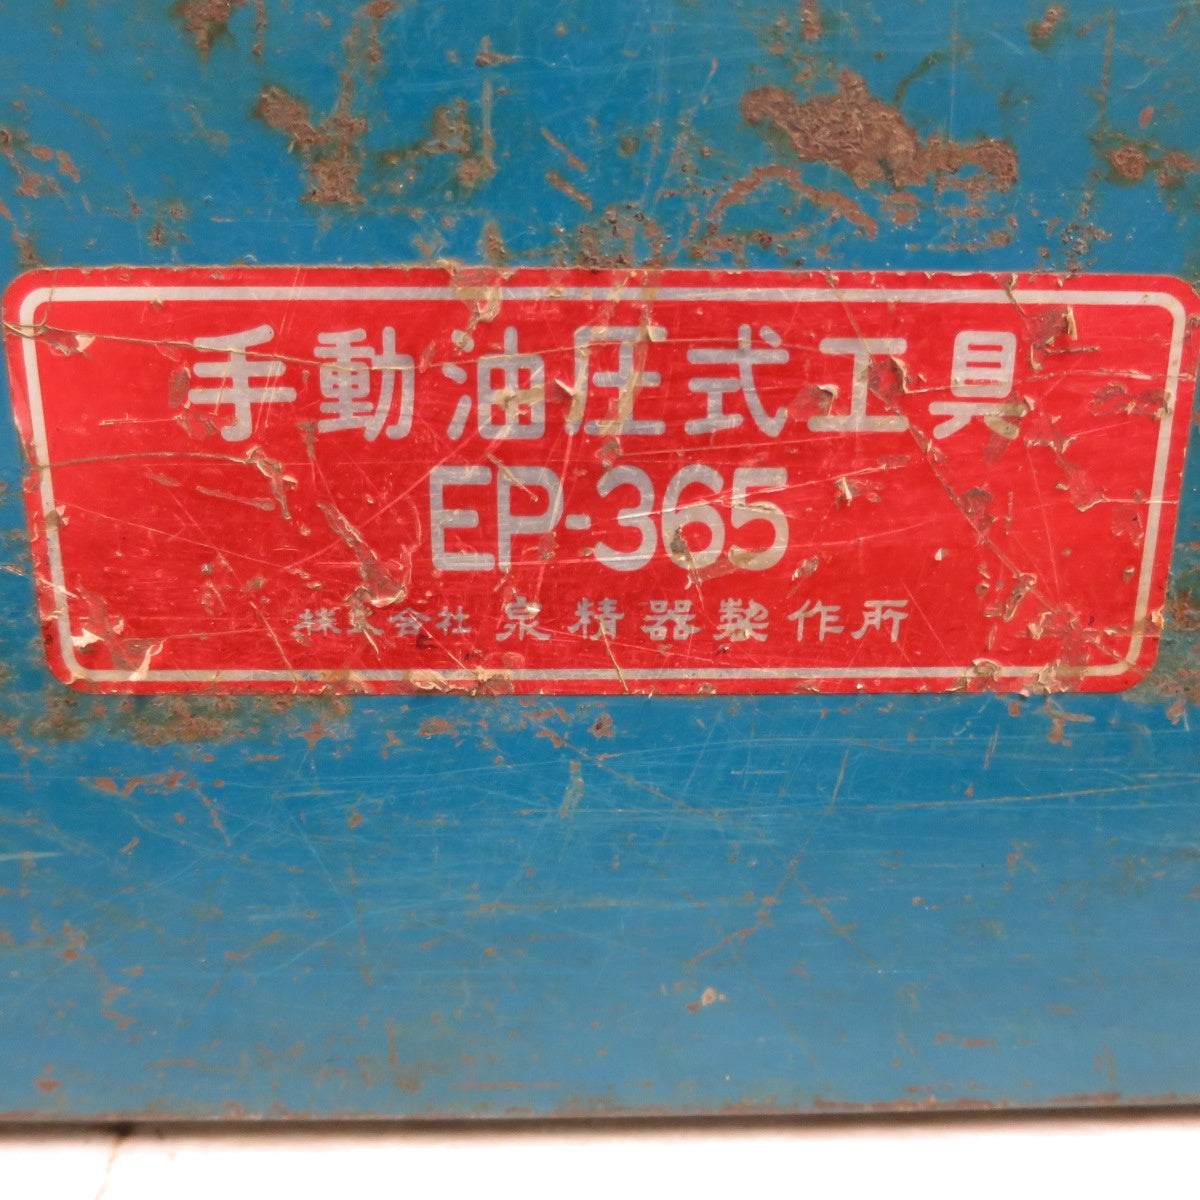 手動油圧式工具
EP-365
株式会社 泉精器製作所